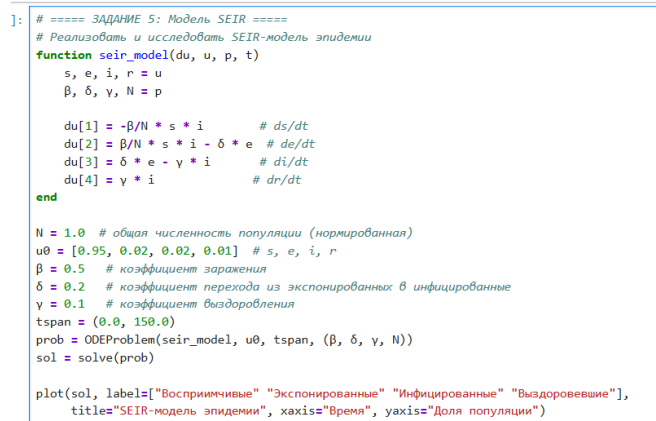 ]: # ===== ЗАДАНИЕ 5: Модель SEIR =====
# Реализовать и исследовать SEIR-модель эпидемии
function seir_model(du, u, p, t)
    s, e, i, r = u
    β, δ, γ, N = p

    du[1] = -β/N * s * i          # ds/dt
    du[2] = β/N * s * i - δ * e  # de/dt
    du[3] = δ * e - γ * i         # di/dt
    du[4] = γ * i                # dr/dt
end

N = 1.0  # общая численность популяции (нормированная)
u0 = [0.95, 0.02, 0.02, 0.01]  # s, e, i, r
β = 0.5   # коэффициент заражения
δ = 0.2   # коэффициент перехода из экспонированных в инфицированные
γ = 0.1   # коэффициент выздоровления
tspan = (0.0, 150.0)
prob = ODEProblem(seir_model, u0, tspan, (β, δ, γ, N))
sol = solve(prob)

plot(sol, label=["Восприимчивые" "Экспонированные" "Инфицированные" "Выздоровевшие"],
     title="SEIR-модель эпидемии", xaxis="Время", yaxis="Доля популяции")